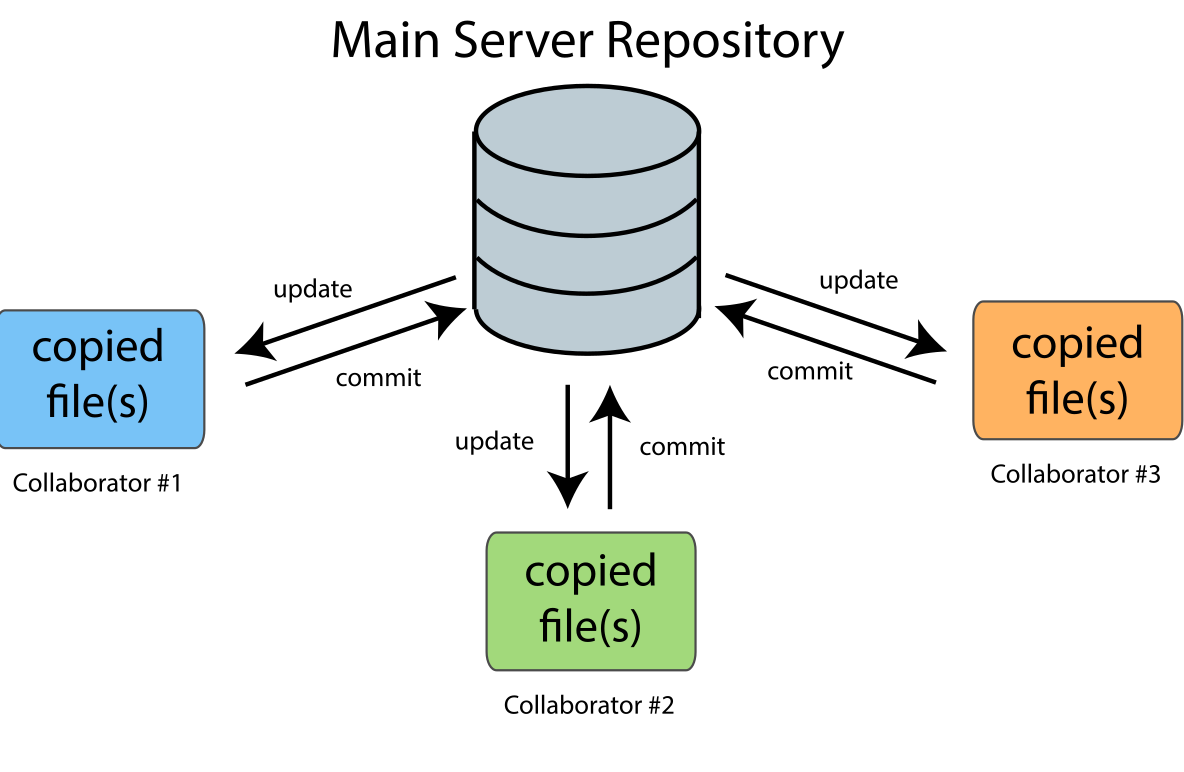 Main Server Repository
update
commit
update
commit
copied
file(s)
Collaborator #1
copied
file(s)
Collaborator #3
update
commit
copied
file(s)
Collaborator #2